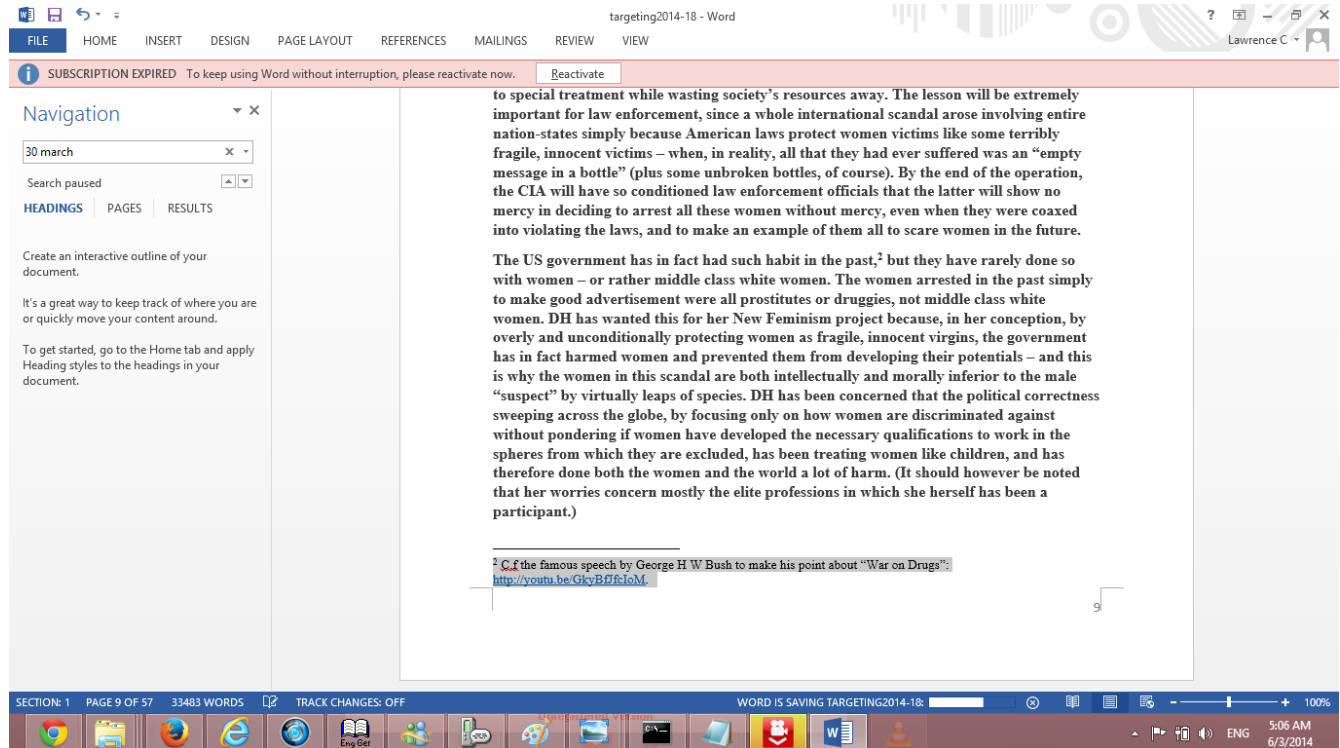 targeting2014-18 - Word
?
FILE HOME INSERT DESIGN PAGE LAYOUT REFERENCES MAILINGS REVIEW VIEW
Lawrence C
SUBSCRIPTION EXPIRED To keep using Word without interruption, please reactivate now. Reactivate
Navigation
30 march
Search paused
HEADINGS PAGES RESULTS
Create an interactive outline of your
document.
It's a great way to keep track of where you are
or quickly move your content around.
To get started, go to the Home tab and apply
Heading styles to the headings in your
document.
to special treatment while wasting society's resources away. The lesson will be extremely
important for law enforcement, since a whole international scandal arose involving entire
nation-states simply because American laws protect women victims like some terribly
fragile, innocent victims – when, in reality, all that they had ever suffered was an “empty
message in a bottle” (plus some unbroken bottles, of course). By the end of the operation,
the CIA will have so conditioned law enforcement officials that the latter will show no
mercy in deciding to arrest all these women without mercy, even when they were coaxed
into violating the laws, and to make an example of them all to scare women in the future.
The US government has in fact had such habit in the past,2 but they have rarely done so
with women – or rather middle class white women. The women arrested in the past simply
to make good advertisement were all prostitutes or druggies, not middle class white
women. DH has wanted this for her New Feminism project because, in her conception, by
overly and unconditionally protecting women as fragile, innocent virgins, the government
has in fact harmed women and prevented them from developing their potentials – and this
is why the women in this scandal are both intellectually and morally inferior to the male
“suspect” by virtually leaps of species. DH has been concerned that the political correctness
sweeping across the globe, by focusing only on how women are discriminated against
without pondering if women have developed the necessary qualifications to work in the
spheres from which they are excluded, has been treating women like children, and has
therefore done both the women and the world a lot of harm. (It should however be noted
that her worries concern mostly the elite professions in which she herself has been a
participant.)
2 C.f the famous speech by George H W Bush to make his point about “War on Drugs”:
http://youtu.be/GkyBfJfcIoM.
9
SECTION: 1 PAGE 9 OF 57 33483 WORDS TRACK CHANGES: OFF WORD IS SAVING TARGETING2014-18: 100%
Unregistered Version
Eng Ger
ENG
5:06 AM
6/3/2014